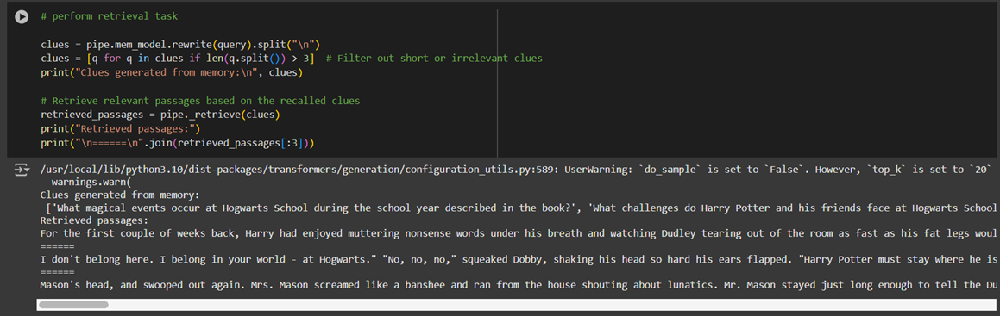 # perform retrieval task
clues = pipe.mem_model.rewrite(query).split("\n")
clues = [q for q in clues if len(q.split()) > 3]  # Filter out short or irrelevant clues
print("Clues generated from memory:\n", clues)
# Retrieve relevant passages based on the recalled clues
retrieved_passages = pipe._retrieve(clues)
print("Retrieved passages:")
print("\n======\n".join(retrieved_passages[:3]))
/usr/local/lib/python3.10/dist-packages/transformers/generation/configuration_utils.py:589: UserWarning: `do_sample` is set to `False`. However, `top_k` is set to `20`
warnings.warn(
Clues generated from memory:
['What magical events occur at Hogwarts School during the school year described in the book?', 'What challenges do Harry Potter and his friends face at Hogwarts School
Retrieved passages:
For the first couple of weeks back, Harry had enjoyed muttering nonsense words under his breath and watching Dudley tearing out of the room as fast as his fat legs woul
======
I don't belong here. I belong in your world - at Hogwarts." "No, no, no," squeaked Dobby, shaking his head so hard his ears flapped. "Harry Potter must stay where he is
======
Mason's head, and swooped out again. Mrs. Mason screamed like a banshee and ran from the house shouting about lunatics. Mr. Mason stayed just long enough to tell the Du